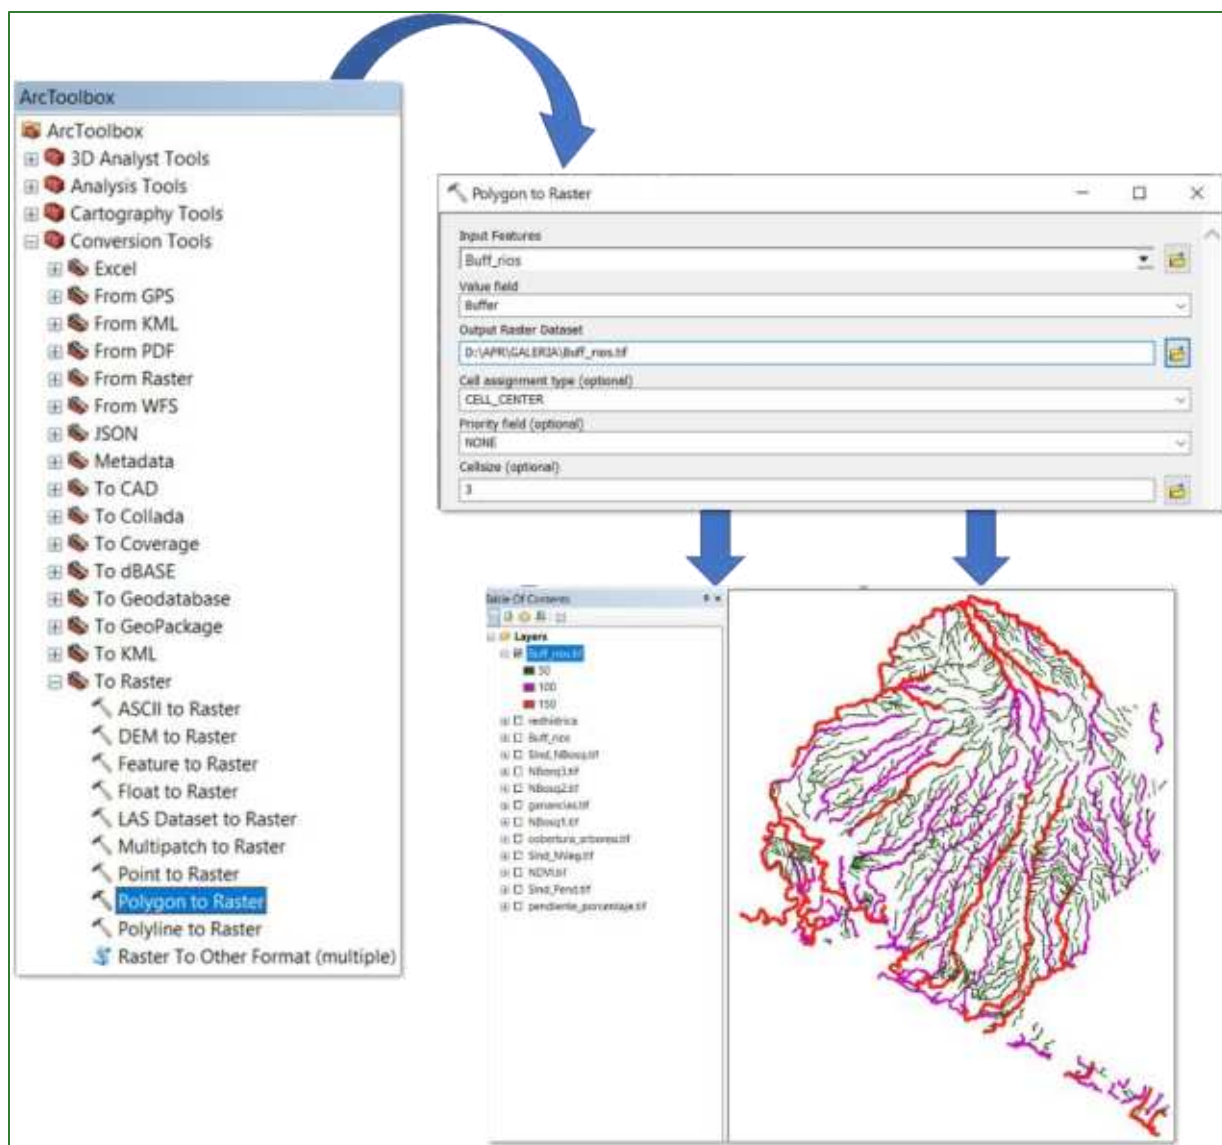 ArcToolbox
ArcToolbox
3D Analyst Tools
Analysis Tools
Cartography Tools
Conversion Tools
Excel
From GPS
From KML
From PDF
From Raster
From WFS
JSON
Metadata
To CAD
To Collada
To Coverage
To dBASE
To Geodatabase
To GeoPackage
To KML
To Raster
ASCII to Raster
DEM to Raster
Feature to Raster
Float to Raster
LAS Dataset to Raster
Multipatch to Raster
Point to Raster
Polygon to Raster
Polyline to Raster
Raster To Other Format (multiple)
Polygon to Raster
Input Features
Buff_rios
Value field
Buffer
Output Raster Dataset
D:\APR\GALERIA\Buff_rios.tif
Cell assignment type (optional)
CELL_CENTER
Priority field (optional)
NONE
Cellsize (optional)
3
Table Of Contents
Layers
Buff_rios.tif
50
100
150
redhidrica
Buff_rios
Sind_NBosq.tif
NBosq3.tif
NBosq2.tif
ganancias.tif
NBosq1.tif
cobertura_arborea.tif
Sind_NVeg.tif
NDVI.tif
Sind_Pend.tif
pendiente_porcentaje.tif